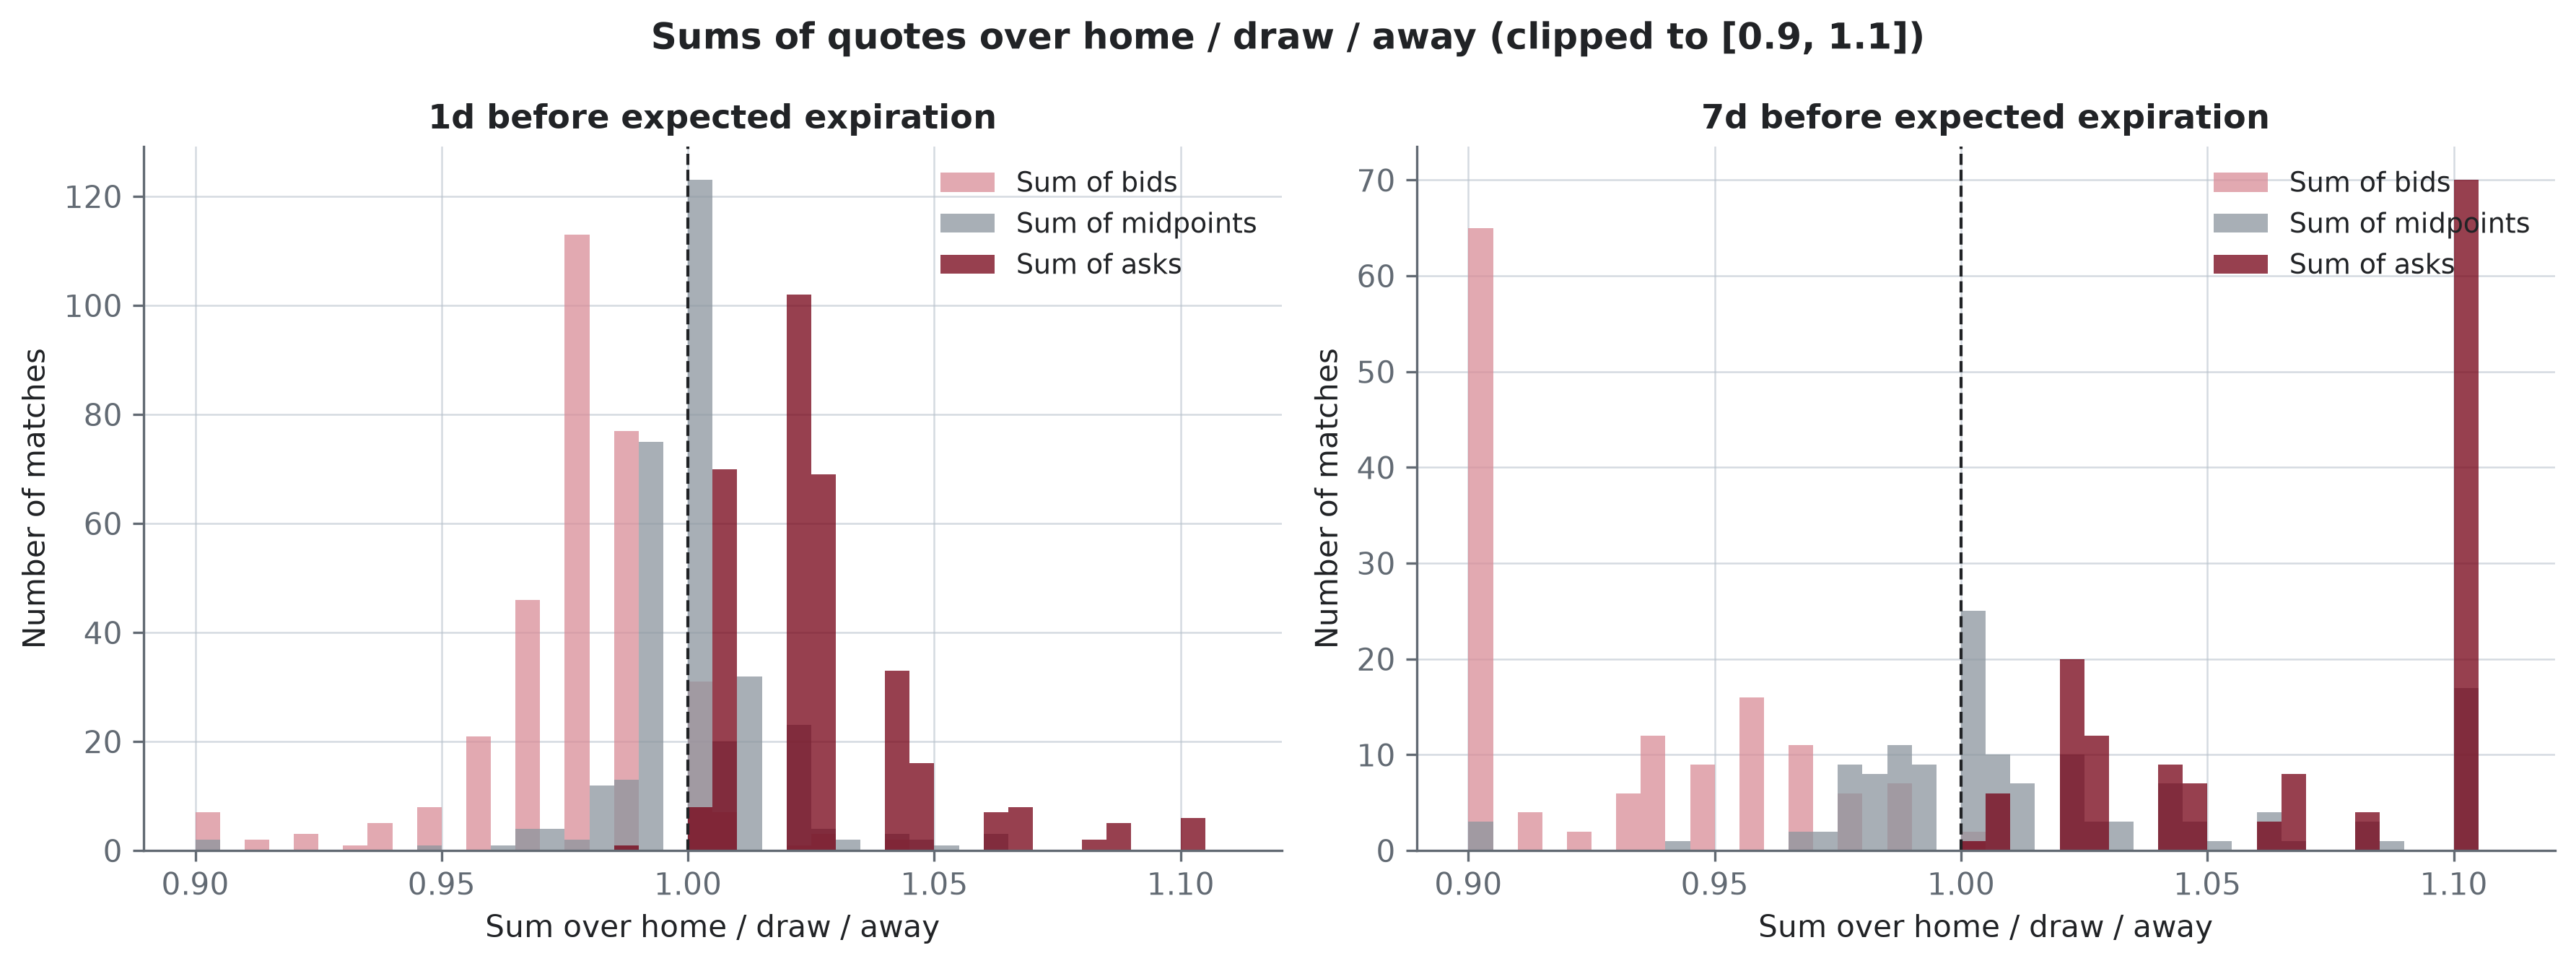 Sums of quotes over home / draw / away (clipped to [0.9, 1.1])
1d before expected expiration
Number of matches
120
100
80
60
40
20
0
0.90 0.95 1.00 1.05 1.10
Sum over home / draw / away
Sum of bids
Sum of midpoints
Sum of asks
7d before expected expiration
Number of matches
70
60
50
40
30
20
10
0
0.90 0.95 1.00 1.05 1.10
Sum over home / draw / away
Sum of bids
Sum of midpoints
Sum of asks